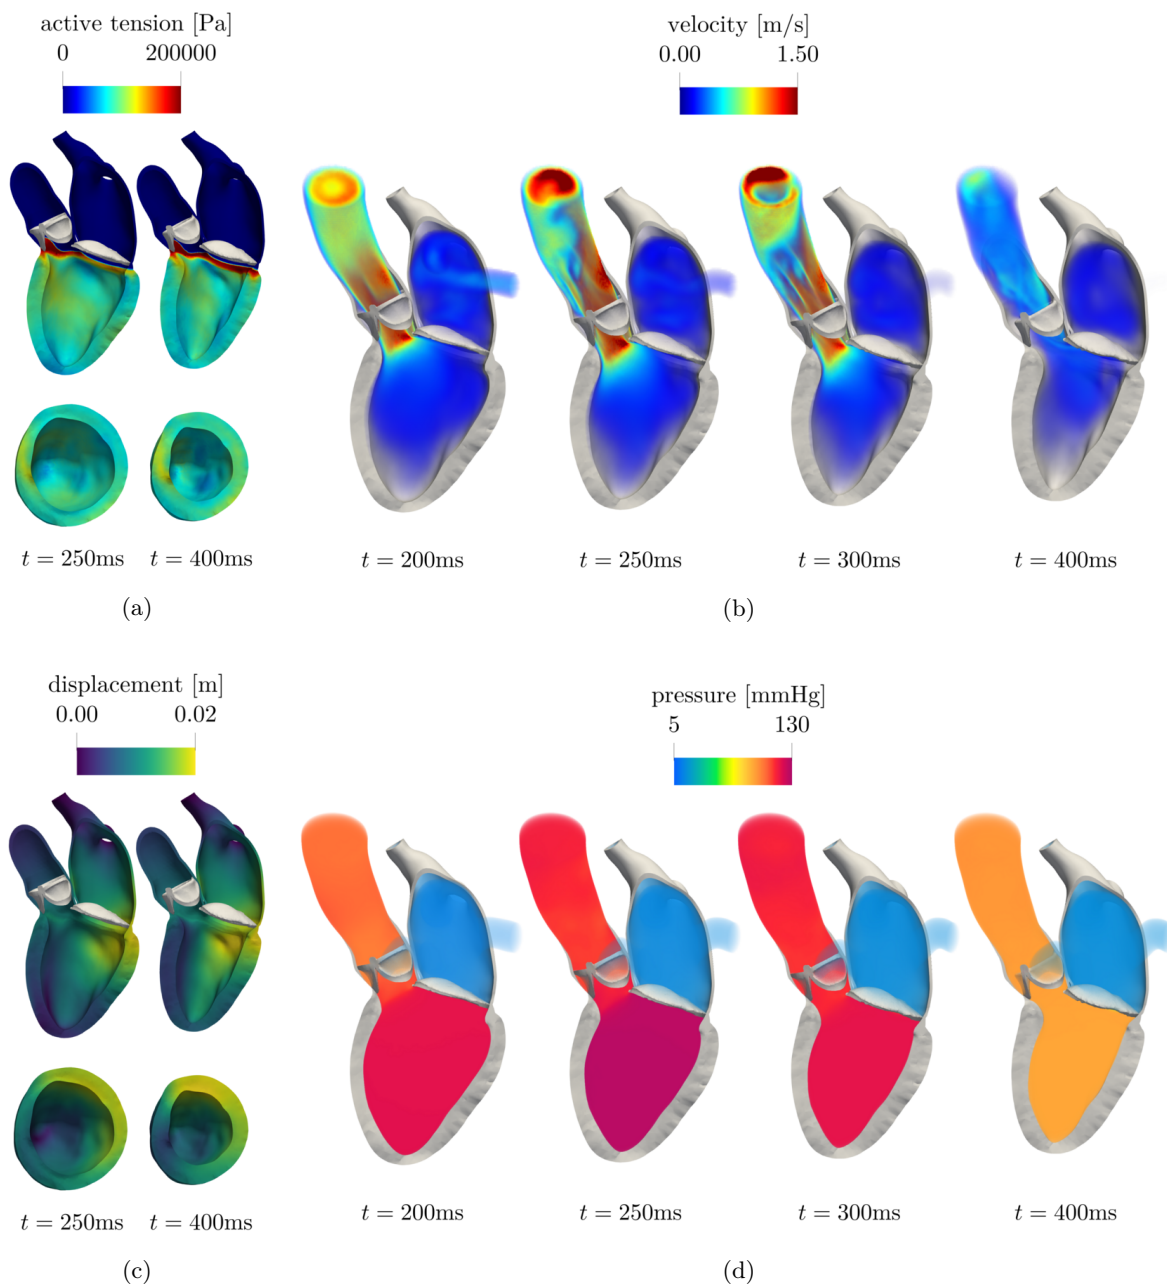 active tension [Pa]
0 200000
velocity [m/s]
0.00 1.50
t = 250ms t = 400ms
t = 200ms t = 250ms t = 300ms t = 400ms
(a)
(b)
displacement [m]
0.00 0.02
pressure [mmHg]
5 130
t = 250ms t = 400ms
t = 200ms t = 250ms t = 300ms t = 400ms
(c)
(d)